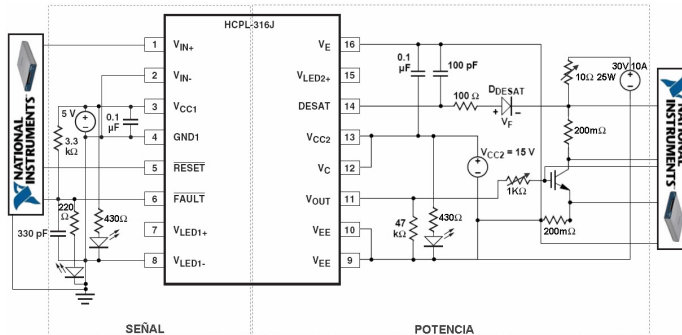 HCPL-316J
NATIONAL INSTRUMENTS™
5 V
0.1 µF
3.3 kΩ
220 Ω
430Ω
330 pF
1 VIN+
2 VIN-
3 VCC1
4 GND1
5 RESET
6 FAULT
7 VLED1+
8 VLED1-
VE 16
VLED2+ 15
DESAT 14
VCC2 13
VC 12
VOUT 11
VEE 10
VEE 9
0.1 µF
100 pF
100 Ω
DDESAT
+ VF −
10Ω 25W
30V 10A
200mΩ
VCC2 = 15 V
1KΩ
47 kΩ
430Ω
200mΩ
NATIONAL INSTRUMENTS
SEÑAL
POTENCIA